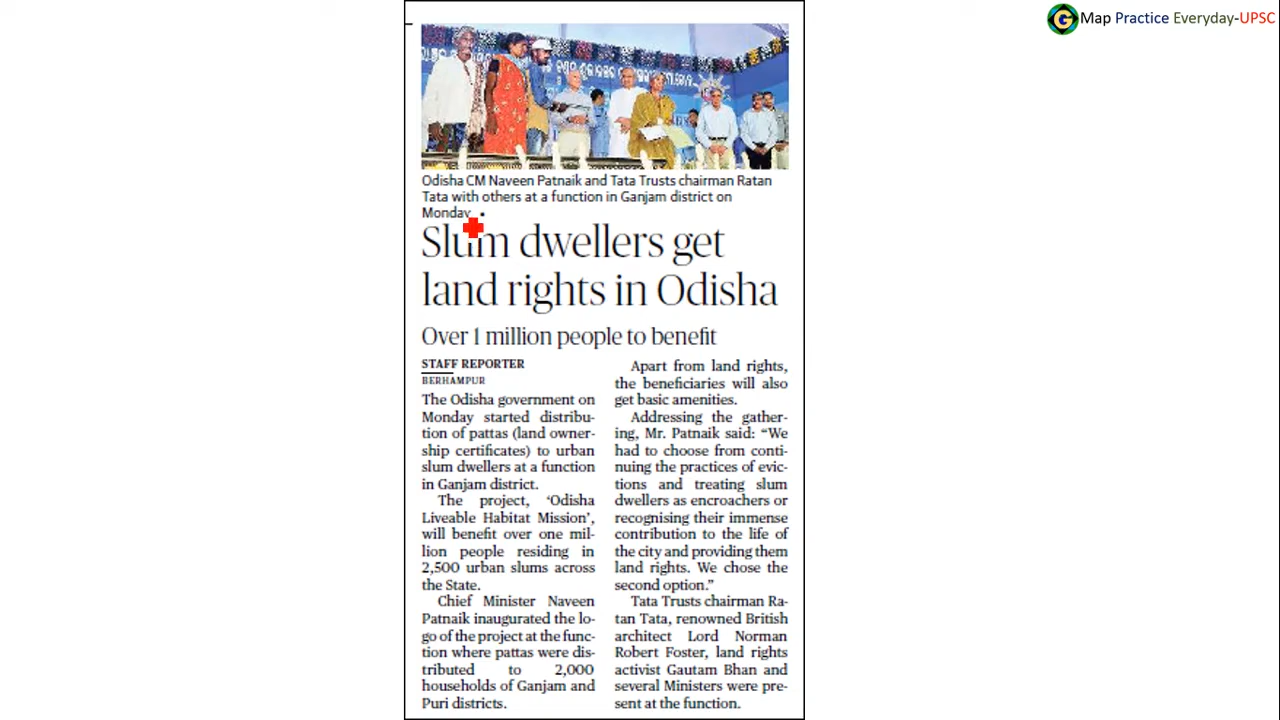 Map Practice Everyday-UPSC
Odisha CM Naveen Patnaik and Tata Trusts chairman Ratan
Tata with others at a function in Ganjam district on
Monday
Slum dwellers get
land rights in Odisha
Over 1 million people to benefit
STAFF REPORTER
BERHAMPUR
The Odisha government on
Monday started distribu-
tion of pattas (land owner-
ship certificates) to urban
slum dwellers at a function
in Ganjam district.
The project, ‘Odisha
Liveable Habitat Mission’,
will benefit over one mil-
lion people residing in
2,500 urban slums across
the State.
Chief Minister Naveen
Patnaik inaugurated the lo-
go of the project at the func-
tion where pattas were dis-
tributed to 2,000
households of Ganjam and
Puri districts.
Apart from land rights,
the beneficiaries will also
get basic amenities.
Addressing the gather-
ing, Mr. Patnaik said: “We
had to choose from conti-
nuing the practices of evic-
tions and treating slum
dwellers as encroachers or
recognising their immense
contribution to the life of
the city and providing them
land rights. We chose the
second option.”
Tata Trusts chairman Ra-
tan Tata, renowned British
architect Lord Norman
Robert Foster, land rights
activist Gautam Bhan and
several Ministers were pre-
sent at the function.